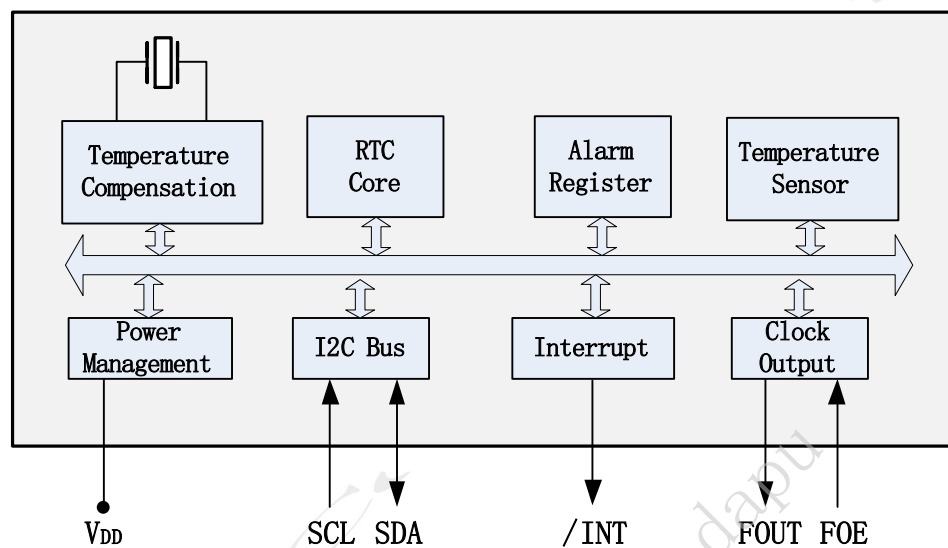 Temperature
Compensation
RTC
Core
Alarm
Register
Temperature
Sensor
Power
Management
I2C Bus
Interrupt
Clock
Output
VDD
SCL SDA
/INT
FOUT FOE
dapu